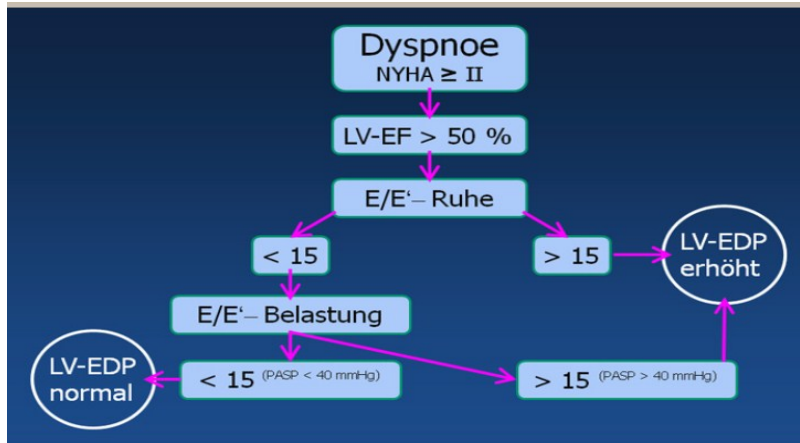 Dyspnoe
NYHA ≥ II
LV-EF > 50 %
E/E‘– Ruhe
< 15
> 15
LV-EDP
erhöht
E/E‘– Belastung
LV-EDP
normal
< 15 (PASP < 40 mmHg)
> 15 (PASP > 40 mmHg)